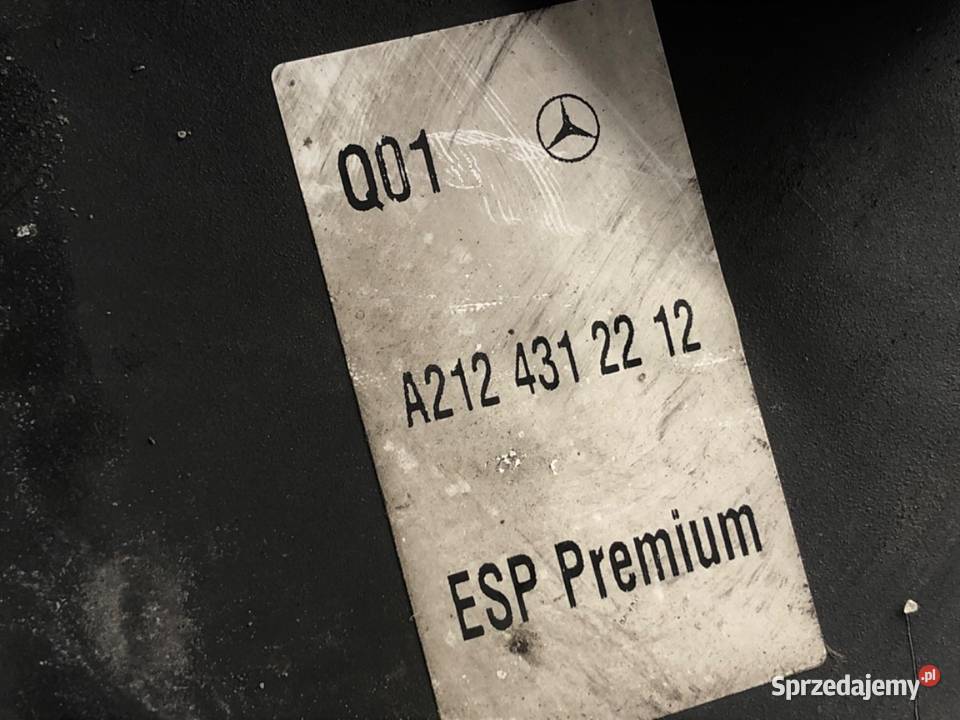 Q01
A212 431 22 12
ESP Premium
Sprzedajemy.pl